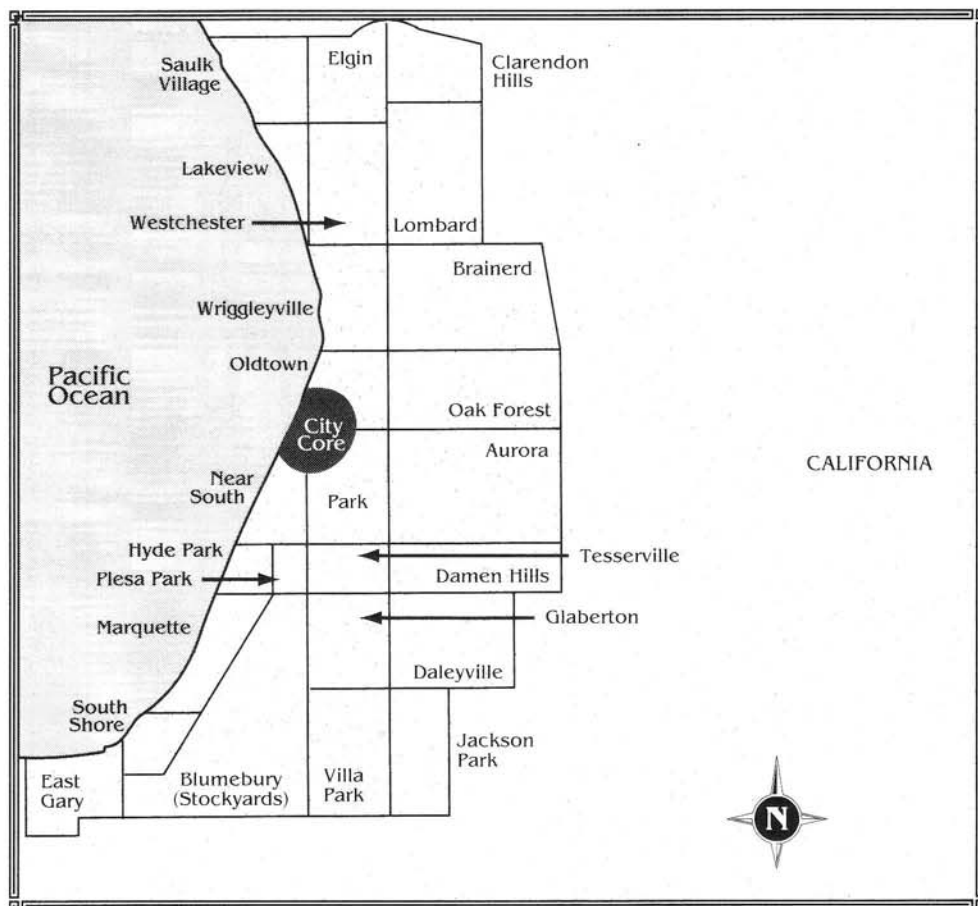 Elgin
Saulk
Village
Clarendon
Hills
Lakeview
Westchester
Lombard
Brainerd
Wriggleyville
Oldtown
Pacific
Ocean
City
Core
Oak Forest
Aurora
CALIFORNIA
Near
South
Park
Hyde Park
Tesserville
Plesa Park
Damen Hills
Glaberton
Marquette
Daleyville
South
Shore
Jackson
Park
East
Gary
Blumebury
(Stockyards)
Villa
Park
N